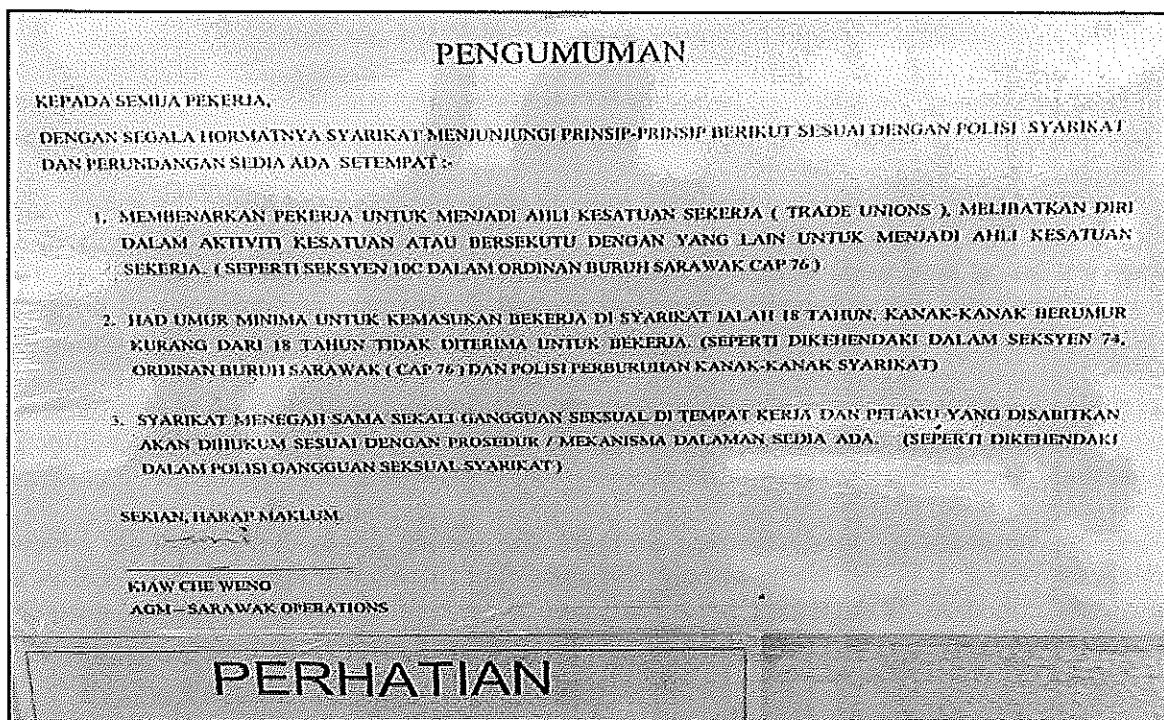 PENGUMUMAN
KEPADA SEMUA PEKERJA,
DENGAN SEGALA HORMATNYA SYARIKAT MENJUNJUNGI PRINSIP-PRINSIP BERIKUT SESUAI DENGAN POLISI SYARIKAT
DAN PERUNDANGAN SEDIA ADA SETEMPAT :-
1. MEMBENARKAN PEKERJA UNTUK MENJADI AHLI KESATUAN SEKERJA ( TRADE UNIONS ), MELIBATKAN DIRI
DALAM AKTIVITI KESATUAN ATAU BERSEKUTU DENGAN YANG LAIN UNTUK MENJADI AHLI KESATUAN
SEKERJA. ( SEPERTI SEKSYEN 10C DALAM ORDINAN BURUH SARAWAK CAP 76 )
2. HAD UMUR MINIMA UNTUK KEMASUKAN BEKERJA DI SYARIKAT IALAH 18 TAHUN. KANAK-KANAK BERUMUR
KURANG DARI 18 TAHUN TIDAK DITERIMA UNTUK BEKERJA. (SEPERTI DIKEHENDAKI DALAM SEKSYEN 74,
ORDINAN BURUH SARAWAK ( CAP 76 ) DAN POLISI PERBURUHAN KANAK-KANAK SYARIKAT)
3. SYARIKAT MENEGAH SAMA SEKALI GANGGUAN SEKSUAL DI TEMPAT KERJA DAN PELAKU YANG DISABITKAN
AKAN DIHUKUM SESUAI DENGAN PROSEDUR / MEKANISMA DALAMAN SEDIA ADA. (SEPERTI DIKEHENDAKI
DALAM POLISI GANGGUAN SEKSUAL SYARIKAT)
SEKIAN, HARAP MAKLUM
KIAW CHE WENG
AGM – SARAWAK OPERATIONS
PERHATIAN